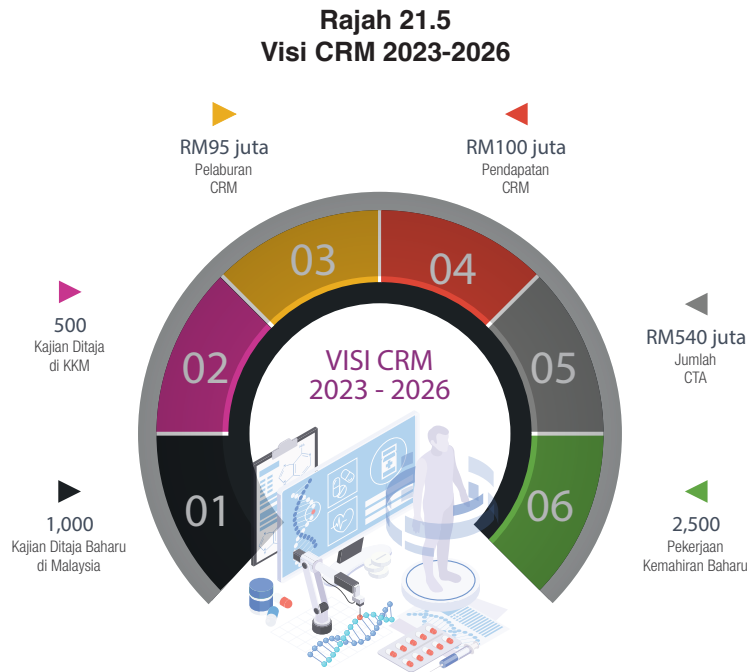 Rajah 21.5
Visi CRM 2023-2026
RM95 juta
Pelaburan
CRM
RM100 juta
Pendapatan
CRM
03
04
500
Kajian Ditaja
di KKM
02
VISI CRM
2023 - 2026
05
RM540 juta
Jumlah
CTA
01
1,000
Kajian Ditaja Baharu
di Malaysia
06
2,500
Pekerjaan
Kemahiran Baharu